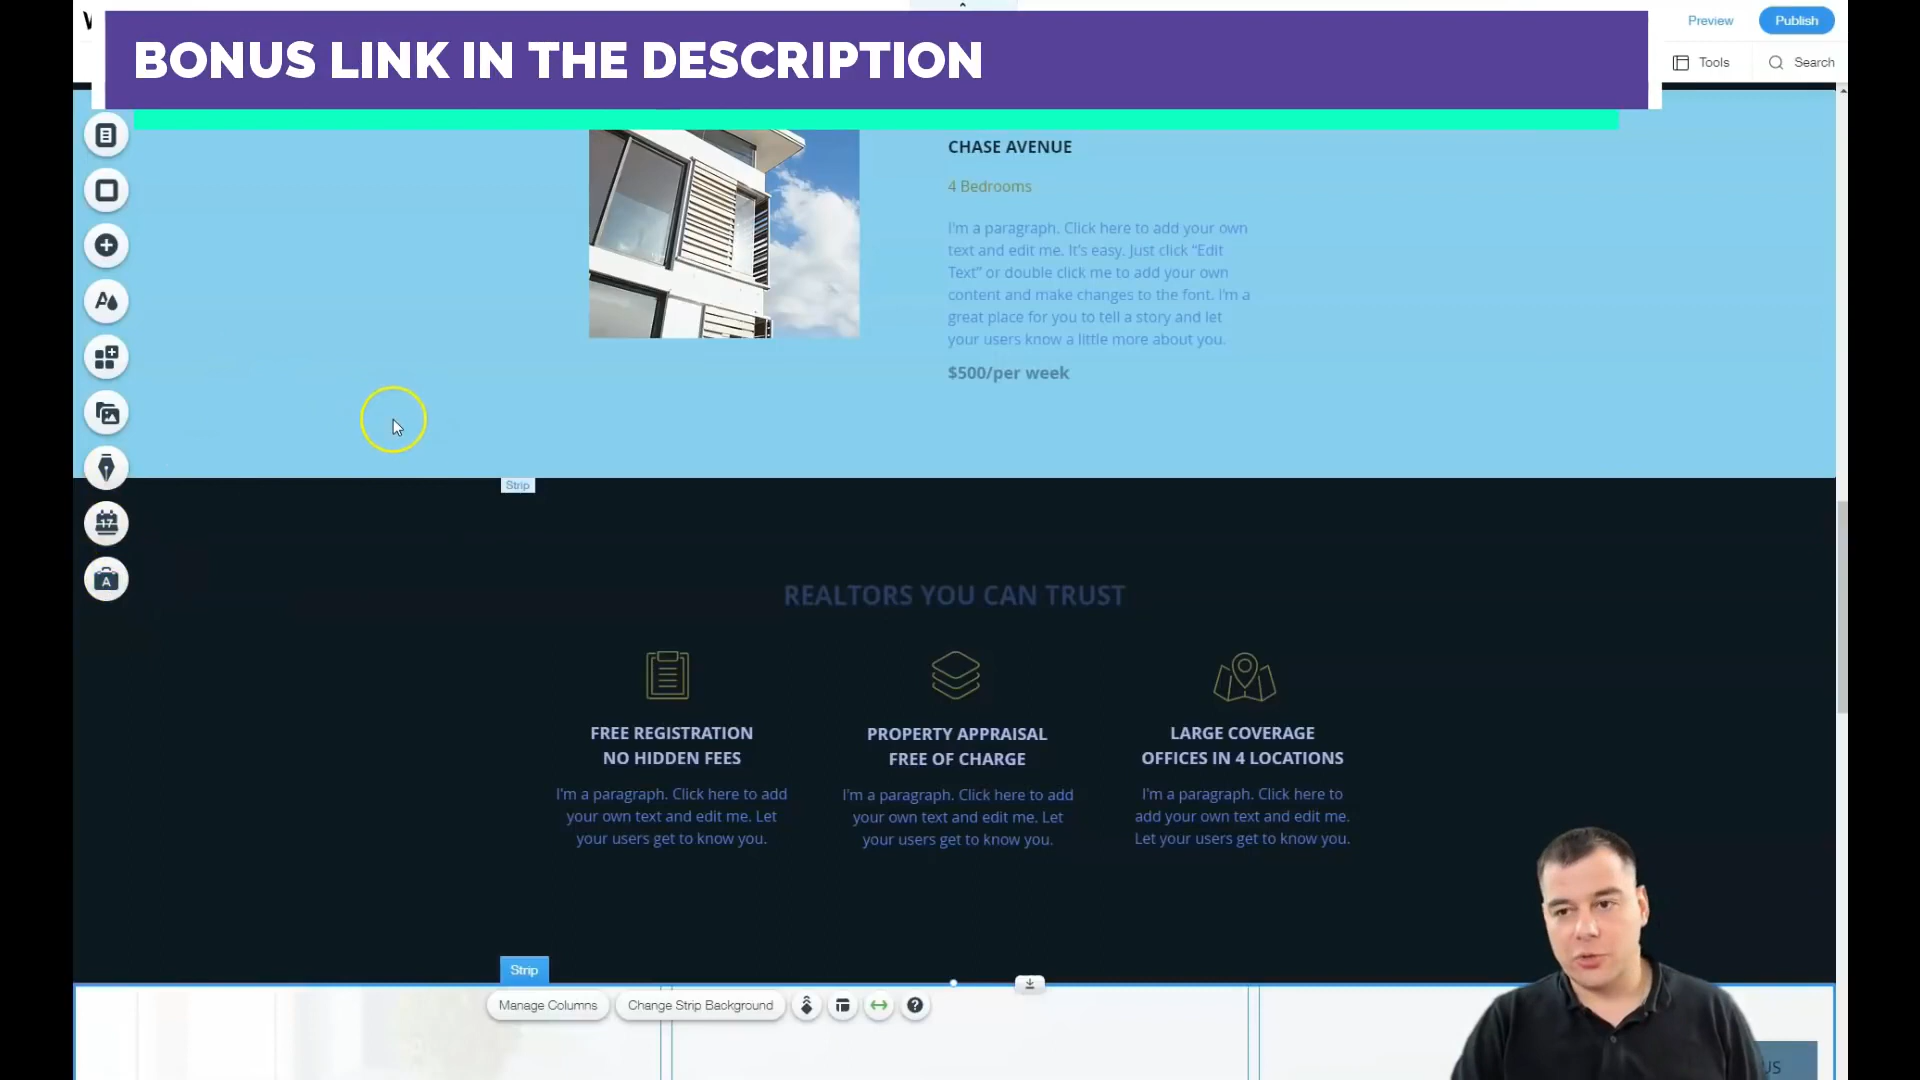 BONUS LINK IN THE DESCRIPTION
Preview
Publish
Tools
Search
CHASE AVENUE
4 Bedrooms
I'm a paragraph. Click here to add your own
text and edit me. It's easy. Just click “Edit
Text” or double click me to add your own
content and make changes to the font. I'm a
great place for you to tell a story and let
your users know a little more about you.
$500/per week
17
A
Strip
REALTORS YOU CAN TRUST
FREE REGISTRATION
NO HIDDEN FEES
I'm a paragraph. Click here to add
your own text and edit me. Let
your users get to know you.
PROPERTY APPRAISAL
FREE OF CHARGE
I'm a paragraph. Click here to add
your own text and edit me. Let
your users get to know you.
LARGE COVERAGE
OFFICES IN 4 LOCATIONS
I'm a paragraph. Click here to
add your own text and edit me.
Let your users get to know you.
Strip
Manage Columns
Change Strip Background
?
US